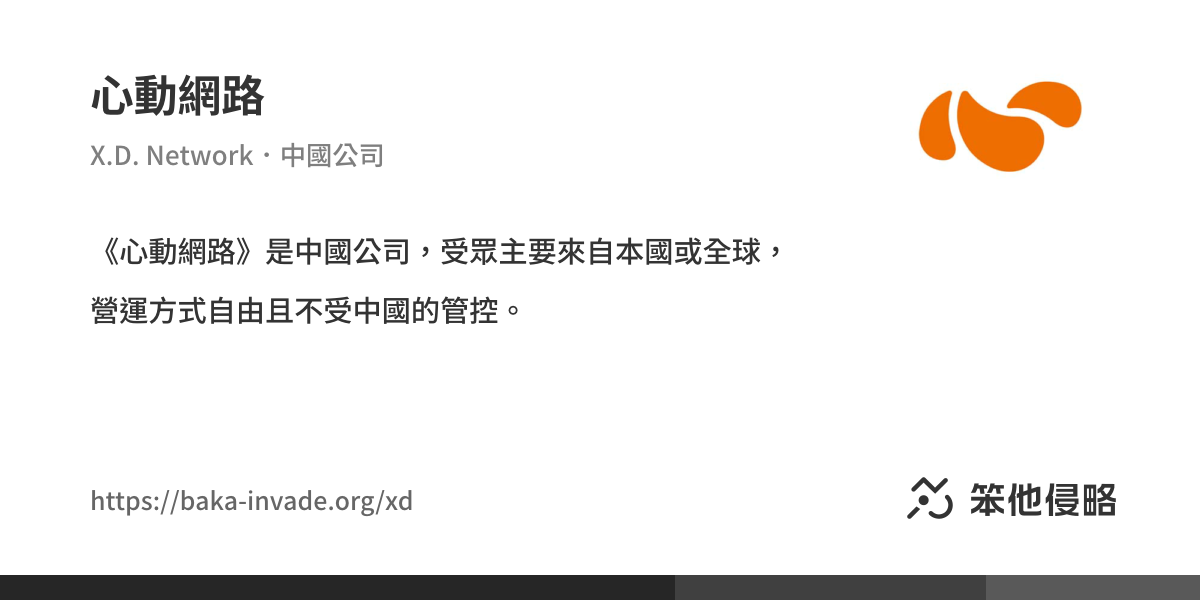 心動網路
X.D. Network・中國公司
《心動網路》是中國公司，受眾主要來自本國或全球，
營運方式自由且不受中國的管控。
https://baka-invade.org/xd
笨他侵略